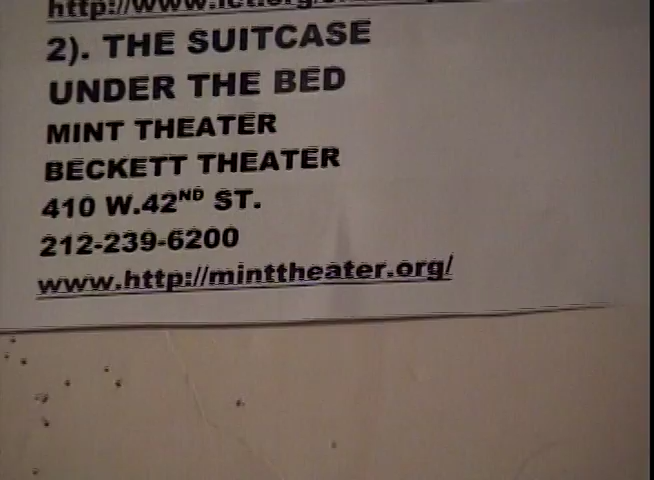 2). THE SUITCASE
UNDER THE BED
MINT THEATER
BECKETT THEATER
410 W.42ND ST.
212-239-6200
www.http://minttheater.org/